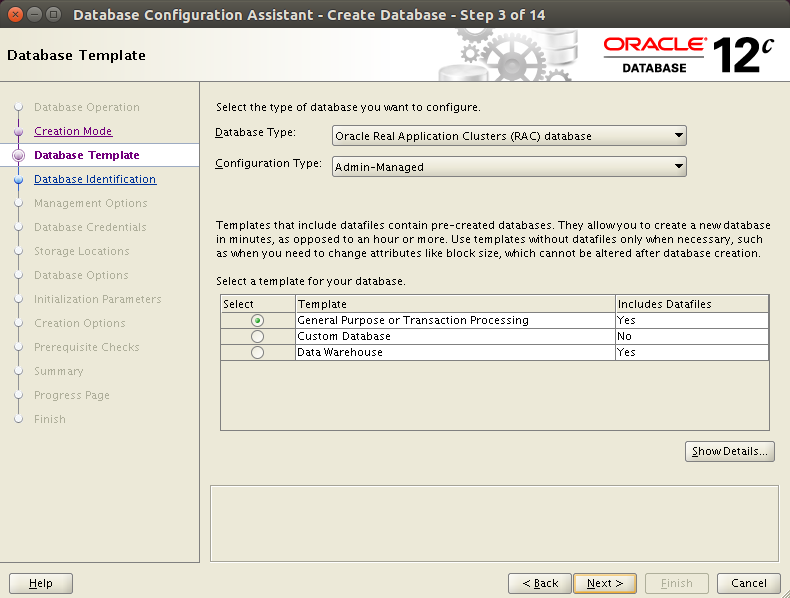 Database Configuration Assistant - Create Database - Step 3 of 14
Database Template
ORACLE®
DATABASE
12c
Database Operation
Creation Mode
Database Template
Database Identification
Management Options
Database Credentials
Storage Locations
Database Options
Initialization Parameters
Creation Options
Prerequisite Checks
Summary
Progress Page
Finish
Select the type of database you want to configure.
Database Type: Oracle Real Application Clusters (RAC) database
Configuration Type: Admin-Managed
Templates that include datafiles contain pre-created databases. They allow you to create a new database
in minutes, as opposed to an hour or more. Use templates without datafiles only when necessary, such
as when you need to change attributes like block size, which cannot be altered after database creation.
Select a template for your database.
Select Template Includes Datafiles
General Purpose or Transaction Processing Yes
Custom Database No
Data Warehouse Yes
Show Details...
Help < Back Next > Finish Cancel